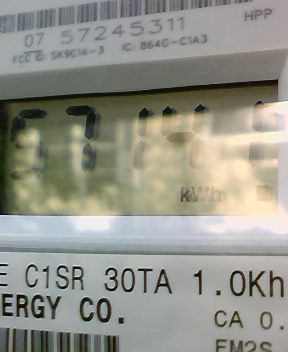 HPP
07 57245311
FCC ID: SK9C1A-3 IC: 864G-C1A3
kWh
E C1SR 30TA 1.0Kh
ERGY CO.
CA 0.
FM2S